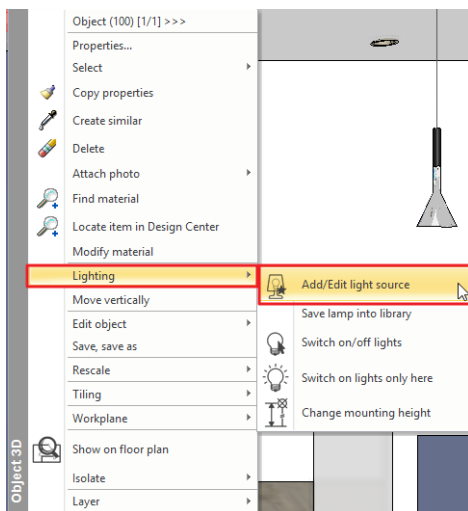 Object (100) [1/1] >>>
Properties...
Select
Copy properties
Create similar
Delete
Attach photo
Find material
Locate item in Design Center
Modify material
Lighting
Add/Edit light source
Move vertically
Save lamp into library
Edit object
Switch on/off lights
Save, save as
Rescale
Switch on lights only here
Tiling
Workplane
Change mounting height
Show on floor plan
Isolate
Layer
Object 3D